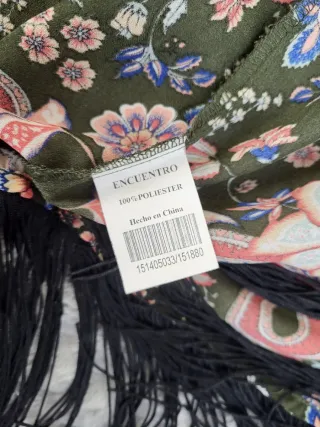 ENCUENTRO
100%POLIESTER
Hecho en China
151405033/151880